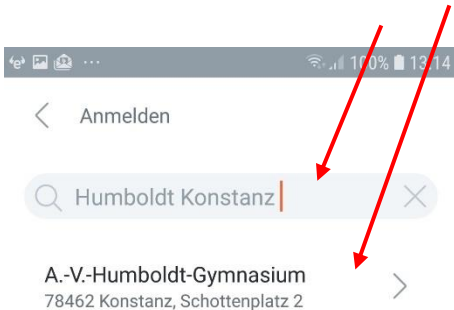 100% 13:14
Anmelden
Humboldt Konstanz
A.-V.-Humboldt-Gymnasium
78462 Konstanz, Schottenplatz 2